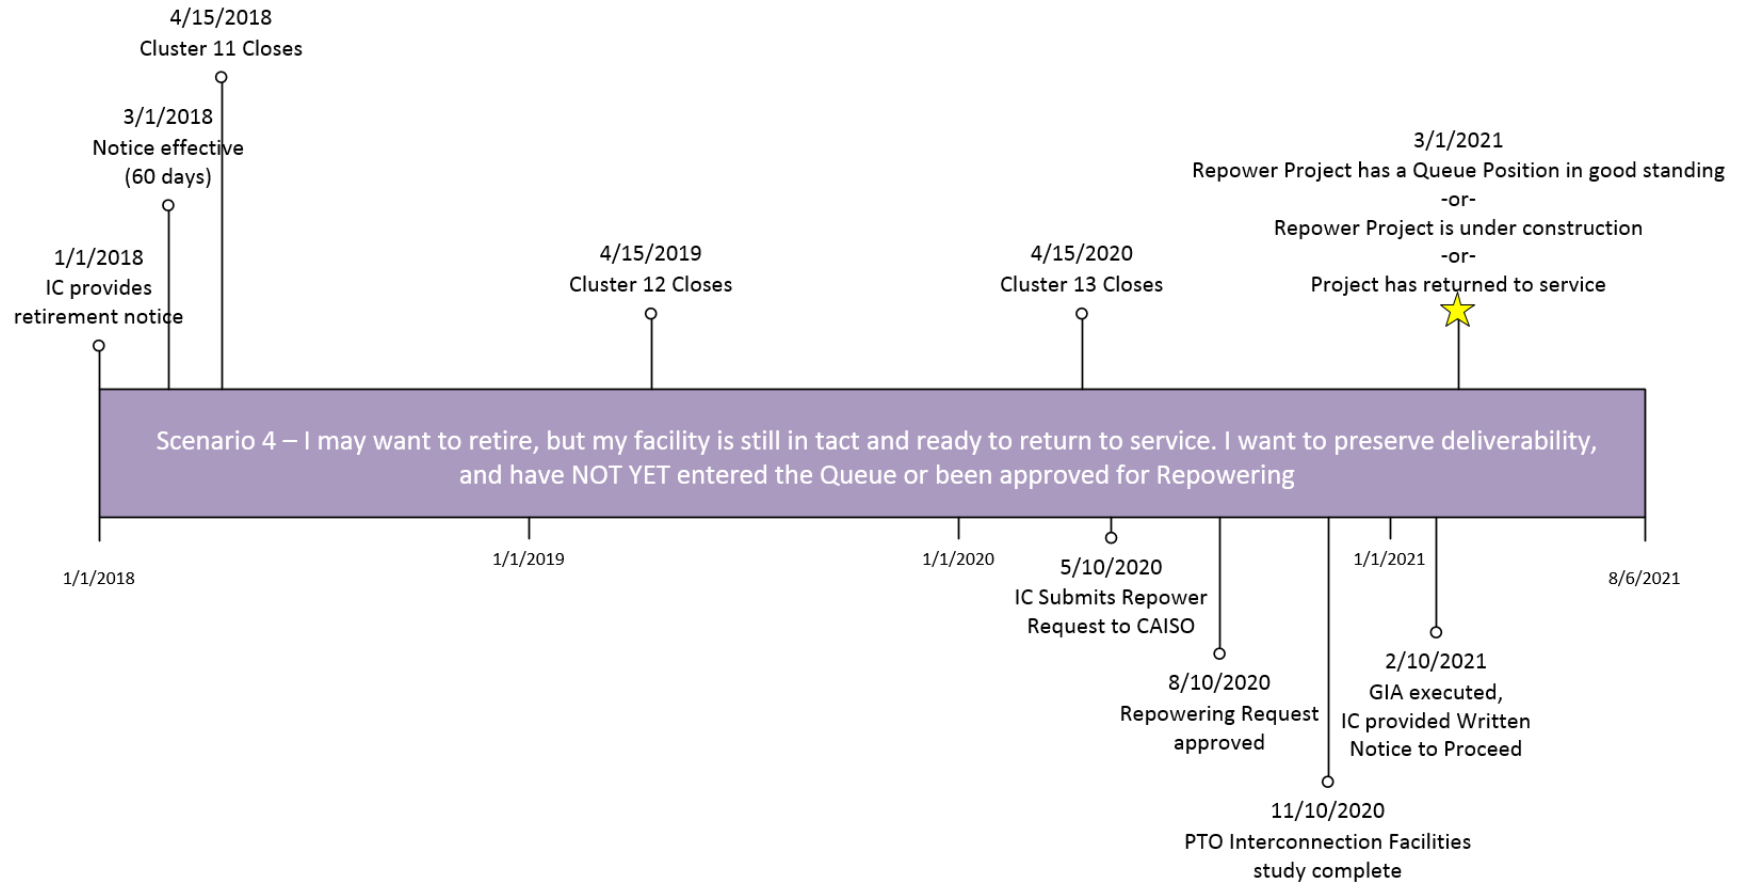 4/15/2018
Cluster 11 Closes
3/1/2018
Notice effective
(60 days)
1/1/2018
IC provides
retirement notice
4/15/2019
Cluster 12 Closes
4/15/2020
Cluster 13 Closes
3/1/2021
Repower Project has a Queue Position in good standing
-or-
Repower Project is under construction
-or-
Project has returned to service
Scenario 4 – I may want to retire, but my facility is still in tact and ready to return to service. I want to preserve deliverability,
and have NOT YET entered the Queue or been approved for Repowering
1/1/2018
1/1/2019
1/1/2020
1/1/2021
8/6/2021
5/10/2020
IC Submits Repower
Request to CAISO
8/10/2020
Repowering Request
approved
11/10/2020
PTO Interconnection Facilities
study complete
2/10/2021
GIA executed,
IC provided Written
Notice to Proceed